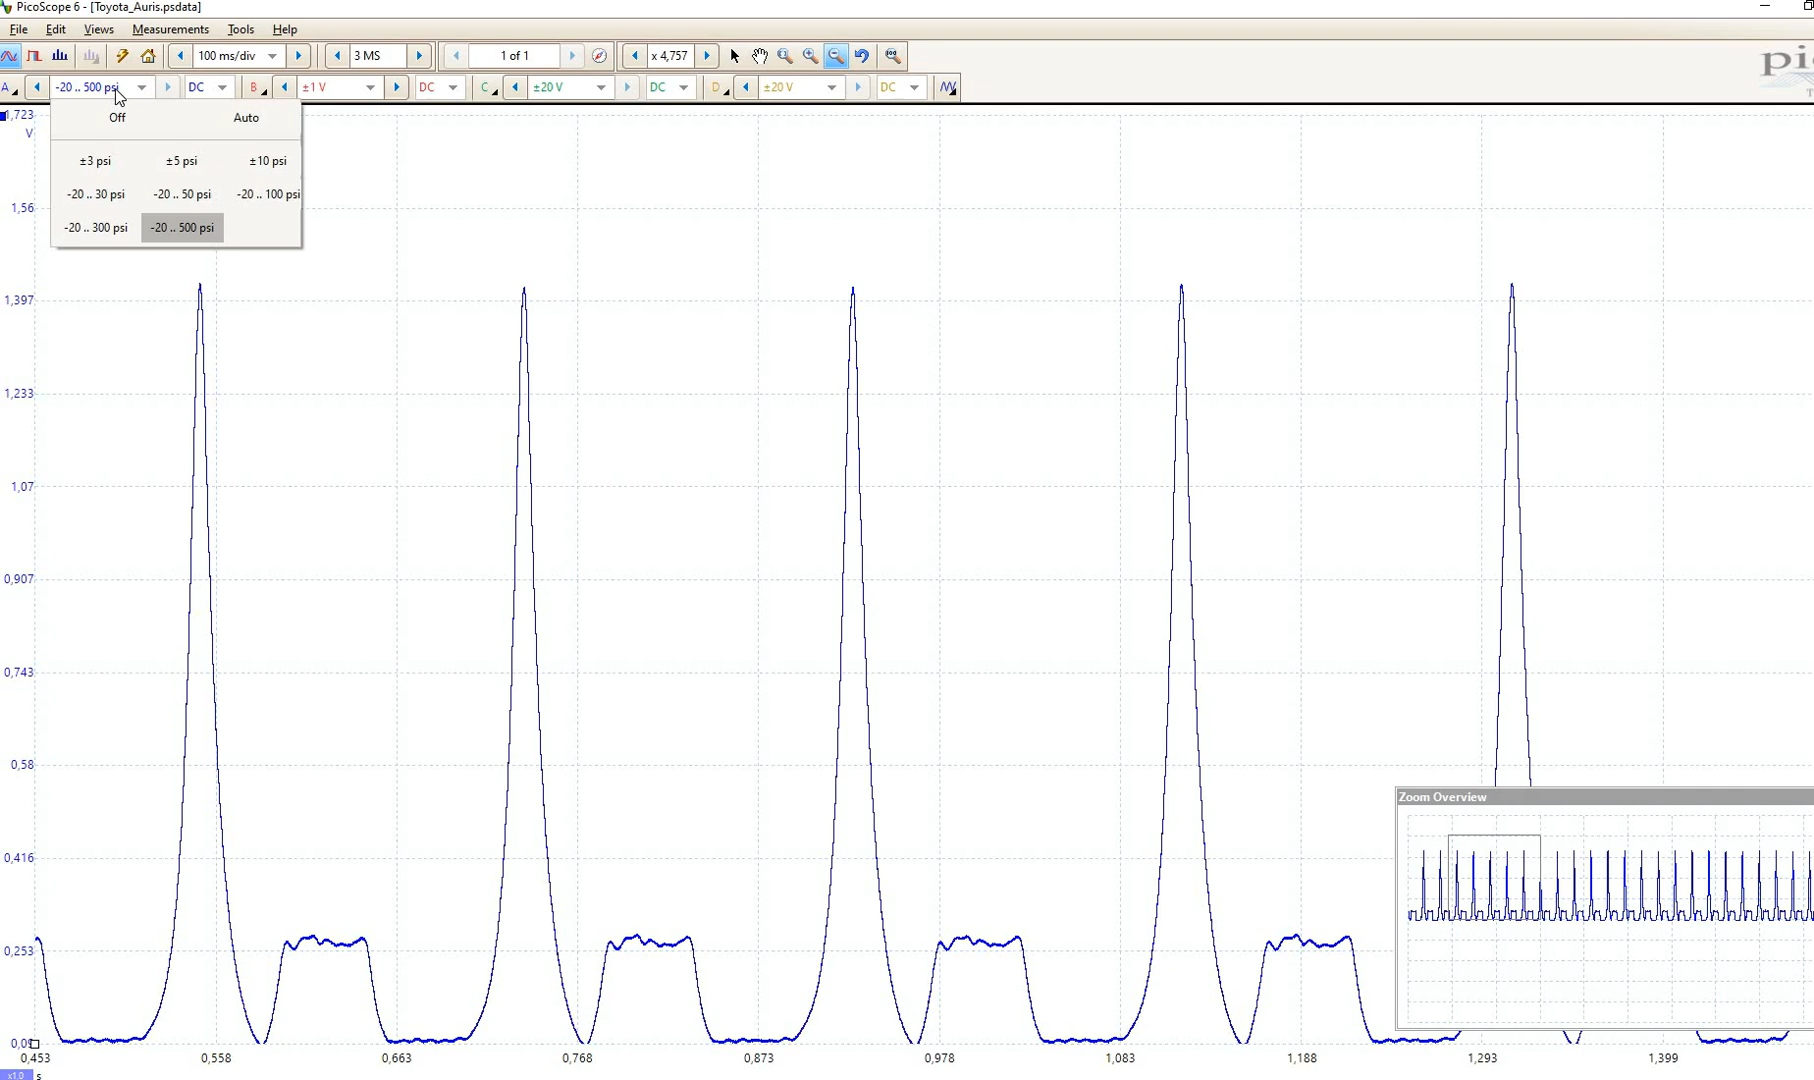 PicoScope 6 - [Toyota_Auris.psdata]
File Edit Views Measurements Tools Help
100 ms/div 3 MS 1 of 1 x 4,757
A -20 .. 500 psi DC B ±1 V DC C ±20 V DC D ±20 V DC
Off Auto
±3 psi ±5 psi ±10 psi
-20 .. 30 psi -20 .. 50 psi -20 .. 100 psi
-20 .. 300 psi -20 .. 500 psi
pi
1,723
V
1,56
1,397
1,233
1,07
0,907
0,743
0,58
0,416
0,253
0,09
Zoom Overview
0,453 0,558 0,663 0,768 0,873 0,978 1,083 1,188 1,293 1,399
x1,0 s